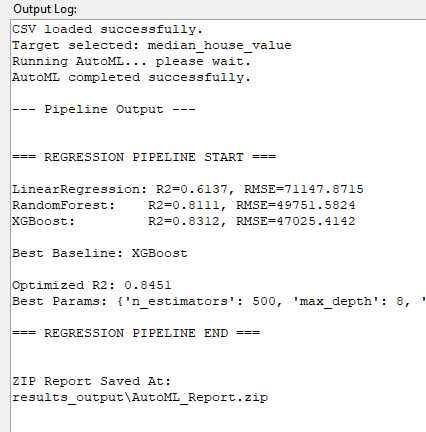 Output Log:
CSV loaded successfully.
Target selected: median_house_value
Running AutoML... please wait.
AutoML completed successfully.
--- Pipeline Output ---
=== REGRESSION PIPELINE START ===
LinearRegression: R2=0.6137, RMSE=71147.8715
RandomForest:    R2=0.8111, RMSE=49751.5824
XGBoost:         R2=0.8312, RMSE=47025.4142
Best Baseline: XGBoost
Optimized R2: 0.8451
Best Params: {'n_estimators': 500, 'max_depth': 8, '
=== REGRESSION PIPELINE END ===
ZIP Report Saved At:
results_output\AutoML_Report.zip